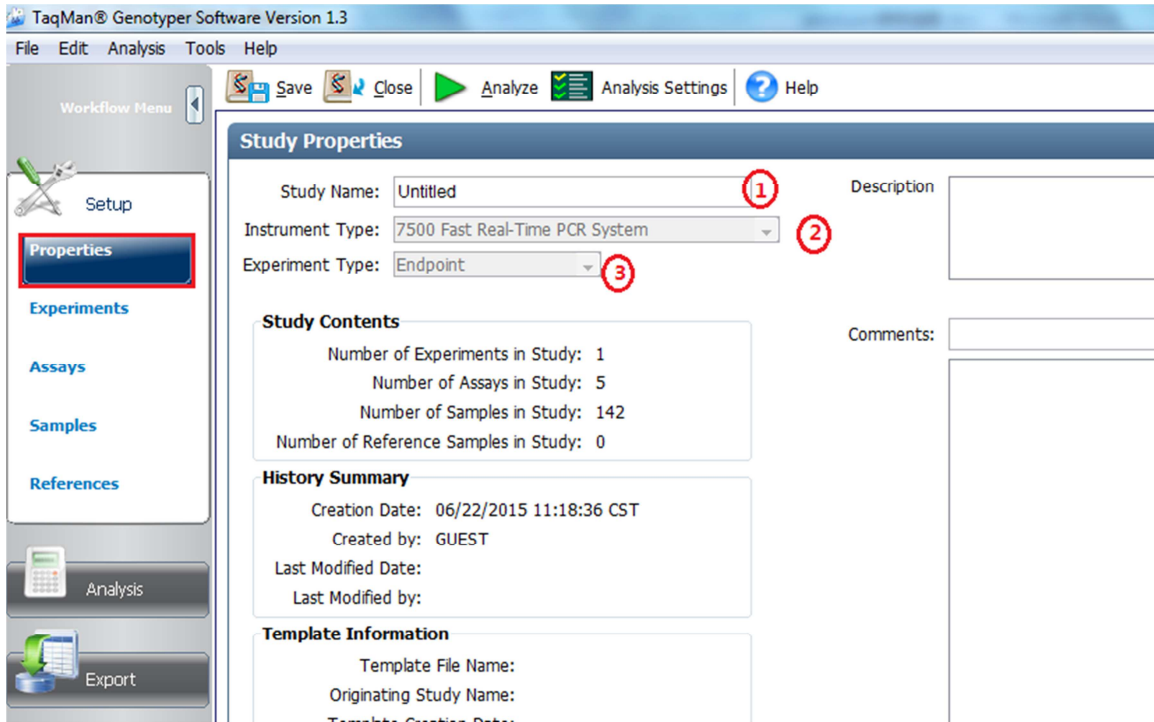 TaqMan® Genotyper Software Version 1.3
File Edit Analysis Tools Help
Workflow Menu
Save Close Analyze Analysis Settings ? Help
Setup
Properties
Experiments
Assays
Samples
References
Analysis
Export
Study Properties
Study Name: Untitled 1
Instrument Type: 7500 Fast Real-Time PCR System 2
Experiment Type: Endpoint 3
Description
Comments:
Study Contents
Number of Experiments in Study: 1
Number of Assays in Study: 5
Number of Samples in Study: 142
Number of Reference Samples in Study: 0
History Summary
Creation Date: 06/22/2015 11:18:36 CST
Created by: GUEST
Last Modified Date:
Last Modified by:
Template Information
Template File Name:
Originating Study Name:
Template Creation Date: